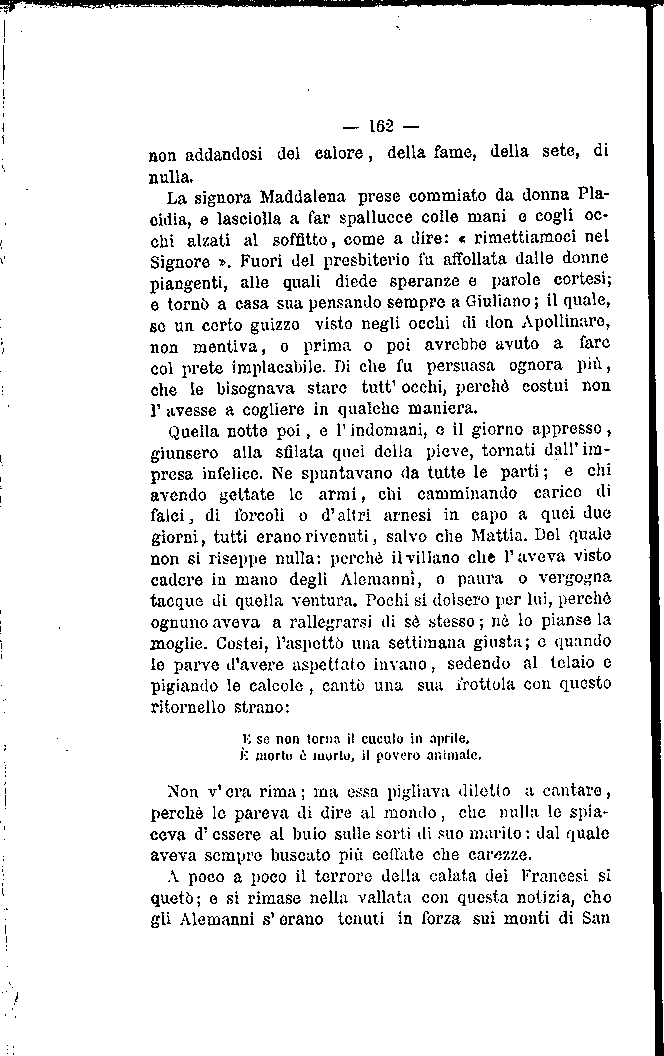 — 162 —
non addandosi del calore, della fame, della sete, di
nulla.
La signora Maddalena prese commiato da donna Pla-
cidia, e lasciolla a far spallucce colle mani e cogli oc-
chi alzati al soffitto, come a dire: « rimettiamoci nel
Signore ». Fuori del presbiterio fu affollata dalle donne
piangenti, alle quali diede speranze e parole cortesi;
e tornò a casa sua pensando sempre a Giuliano; il quale,
se un certo guizzo visto negli occhi di don Apollinare,
non mentiva, o prima o poi avrebbe avuto a fare
col prete implacabile. Di che fu persuasa ognora più,
che le bisognava stare tutt' occhi, perchè costui non
l' avesse a cogliere in qualche maniera.
Quella notte poi, e l' indomani, e il giorno appresso,
giunsero alla sfilata quei della pieve, tornati dall' im-
presa infelice. Ne spuntavano da tutte le parti; e chi
avendo gettate le armi, chi camminando carico di
falci, di forcoli o d' altri arnesi in capo a quei due
giorni, tutti erano rivenuti, salvo che Mattia. Del quale
non si riseppe nulla: perchè il villano che l' aveva visto
cadere in mano degli Alemanni, o paura o vergogna
tacque di quella ventura. Pochi si dolsero per lui, perchè
ognuno aveva a rallegrarsi di sè stesso; nè lo pianse la
moglie. Costei, l'aspettò una settimana giusta; e quando
le parve d'avere aspettato invano, sedendo al telaio e
pigiando le calcole, cantò una sua frottola con questo
ritornello strano:
E se non torna il cuculo in aprile,
È morto è morto, il povero animale.
Non v' era rima; ma essa pigliava diletto a cantare,
perchè le pareva di dire al mondo, che nulla le spia-
ceva d' essere al buio sulle sorti di suo marito: dal quale
aveva sempre buscato più ceffate che carezze.
A poco a poco il terrore della calata dei Francesi si
quetò; e si rimase nella vallata con questa notizia, che
gli Alemanni s' erano tenuti in forza sui monti di San